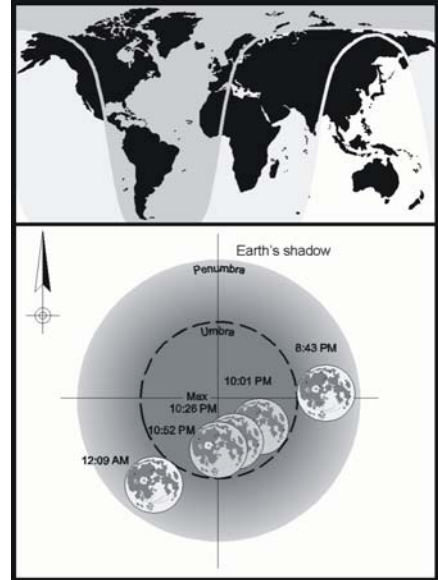 Earth's shadow
Penumbra
Umbra
8:43 PM
10:01 PM
Max
10:26 PM
10:52 PM
12:09 AM